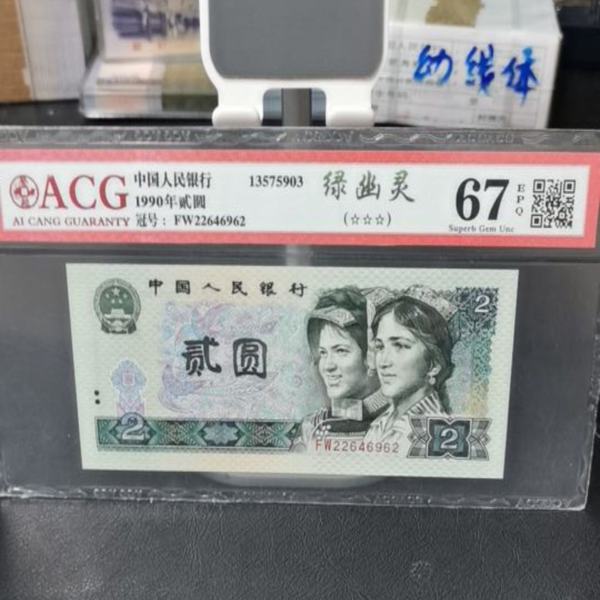 幼线体
ACG
AI CANG GUARANTY
中国人民银行
1990年贰圆
冠号: FW22646962
13575903
绿幽灵
(☆☆☆)
67
EPQ
Superb Gem Unc
中国人民银行
2
贰圆
2
FW22646962
2